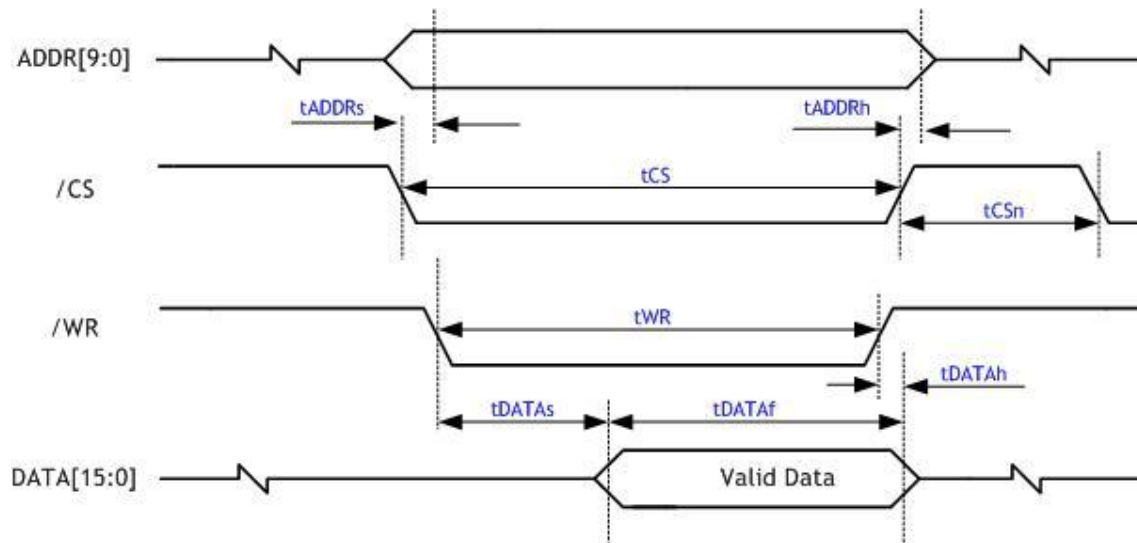 ADDR[9:0]
tADDRs
tADDRh
/CS
tCS
tCSn
/WR
tWR
tDATAh
tDATAs
tDATAf
DATA[15:0]
Valid Data